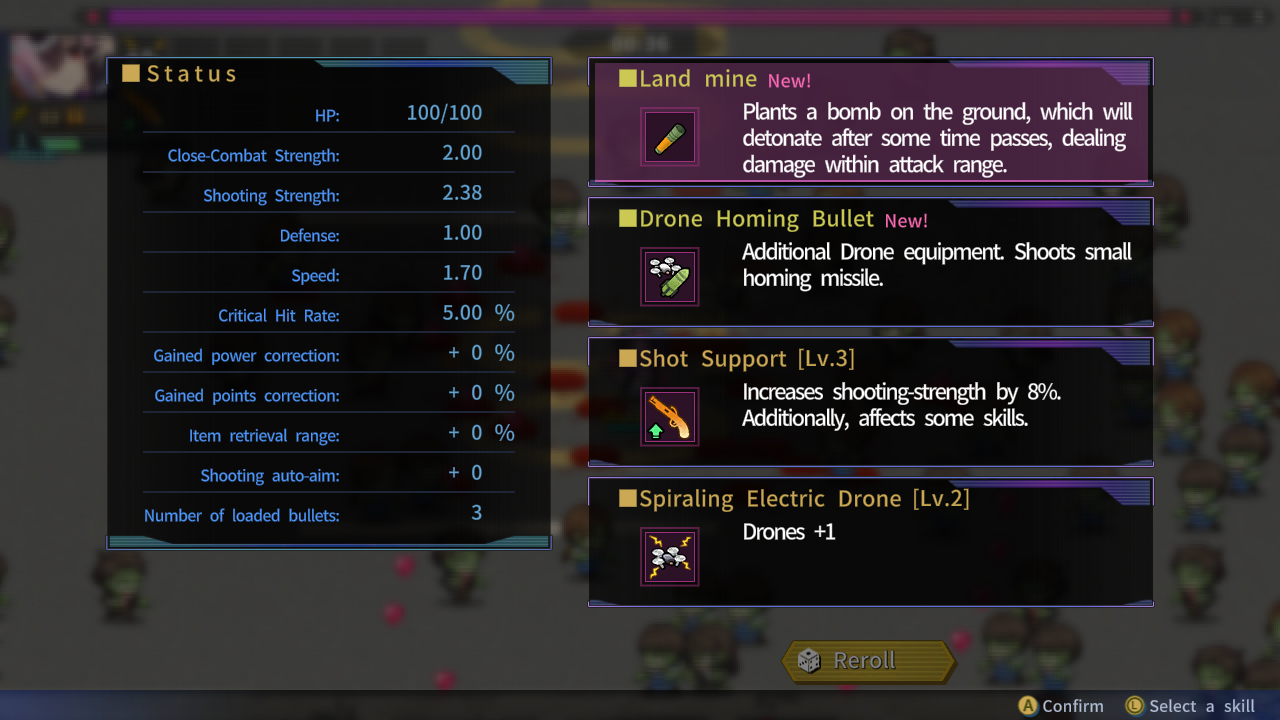 Status
HP: 100/100
Close-Combat Strength: 2.00
Shooting Strength: 2.38
Defense: 1.00
Speed: 1.70
Critical Hit Rate: 5.00 %
Gained power correction: + 0 %
Gained points correction: + 0 %
Item retrieval range: + 0 %
Shooting auto-aim: + 0
Number of loaded bullets: 3
Land mine New!
Plants a bomb on the ground, which will
detonate after some time passes, dealing
damage within attack range.
Drone Homing Bullet New!
Additional Drone equipment. Shoots small
homing missile.
Shot Support [Lv.3]
Increases shooting-strength by 8%.
Additionally, affects some skills.
Spiraling Electric Drone [Lv.2]
Drones +1
Reroll
A Confirm L Select a skill